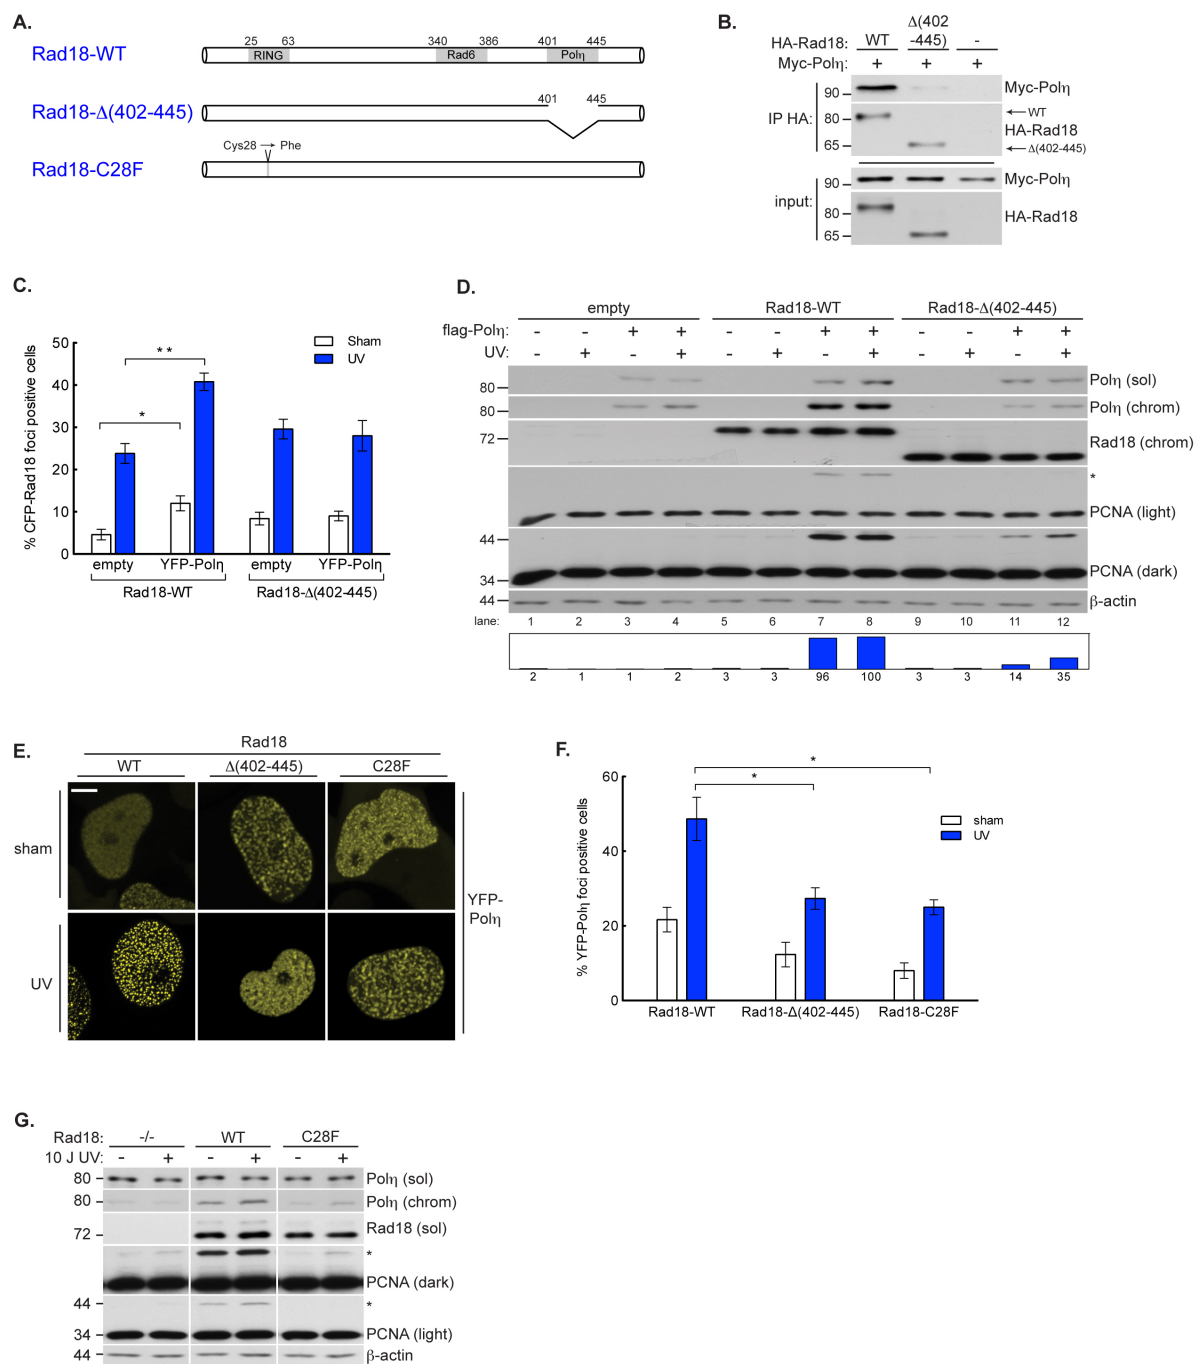 A.
25 63 340 386 401 445
Rad18-WT RING Rad6 Polη
401 445
Rad18-Δ(402-445)
Cys28 → Phe
Rad18-C28F
B.
Δ(402
HA-Rad18: WT -445) -
Myc-Polη: + + +
90 Myc-Polη
IP HA: 80 ← WT
HA-Rad18
65 ← Δ(402-445)
90 Myc-Polη
input:
80 HA-Rad18
65
C.
% CFP-Rad18 foci positive cells
50
40
30
20
10
0
Sham
UV
* *
*
empty YFP-Polη empty YFP-Polη
Rad18-WT Rad18-Δ(402-445)
D.
empty Rad18-WT Rad18-Δ(402-445)
flag-Polη: - - + + - - + + - - + +
UV: - + - + - + - + - + - +
80 Polη (sol)
80 Polη (chrom)
72 Rad18 (chrom)
*
PCNA (light)
44
PCNA (dark)
34
44 β-actin
lane: 1 2 3 4 5 6 7 8 9 10 11 12
2 1 1 2 3 3 96 100 3 3 14 35
E.
Rad18
WT Δ(402-445) C28F
sham
UV
YFP-
Polη
F.
% YFP-Polη foci positive cells
60
40
20
0
*
*
sham
UV
Rad18-WT Rad18-Δ(402-445) Rad18-C28F
G.
Rad18: -/- WT C28F
10 J UV: - + - + - +
80 Polη (sol)
80 Polη (chrom)
72 Rad18 (sol)
*
PCNA (dark)
44 *
34 PCNA (light)
44 β-actin